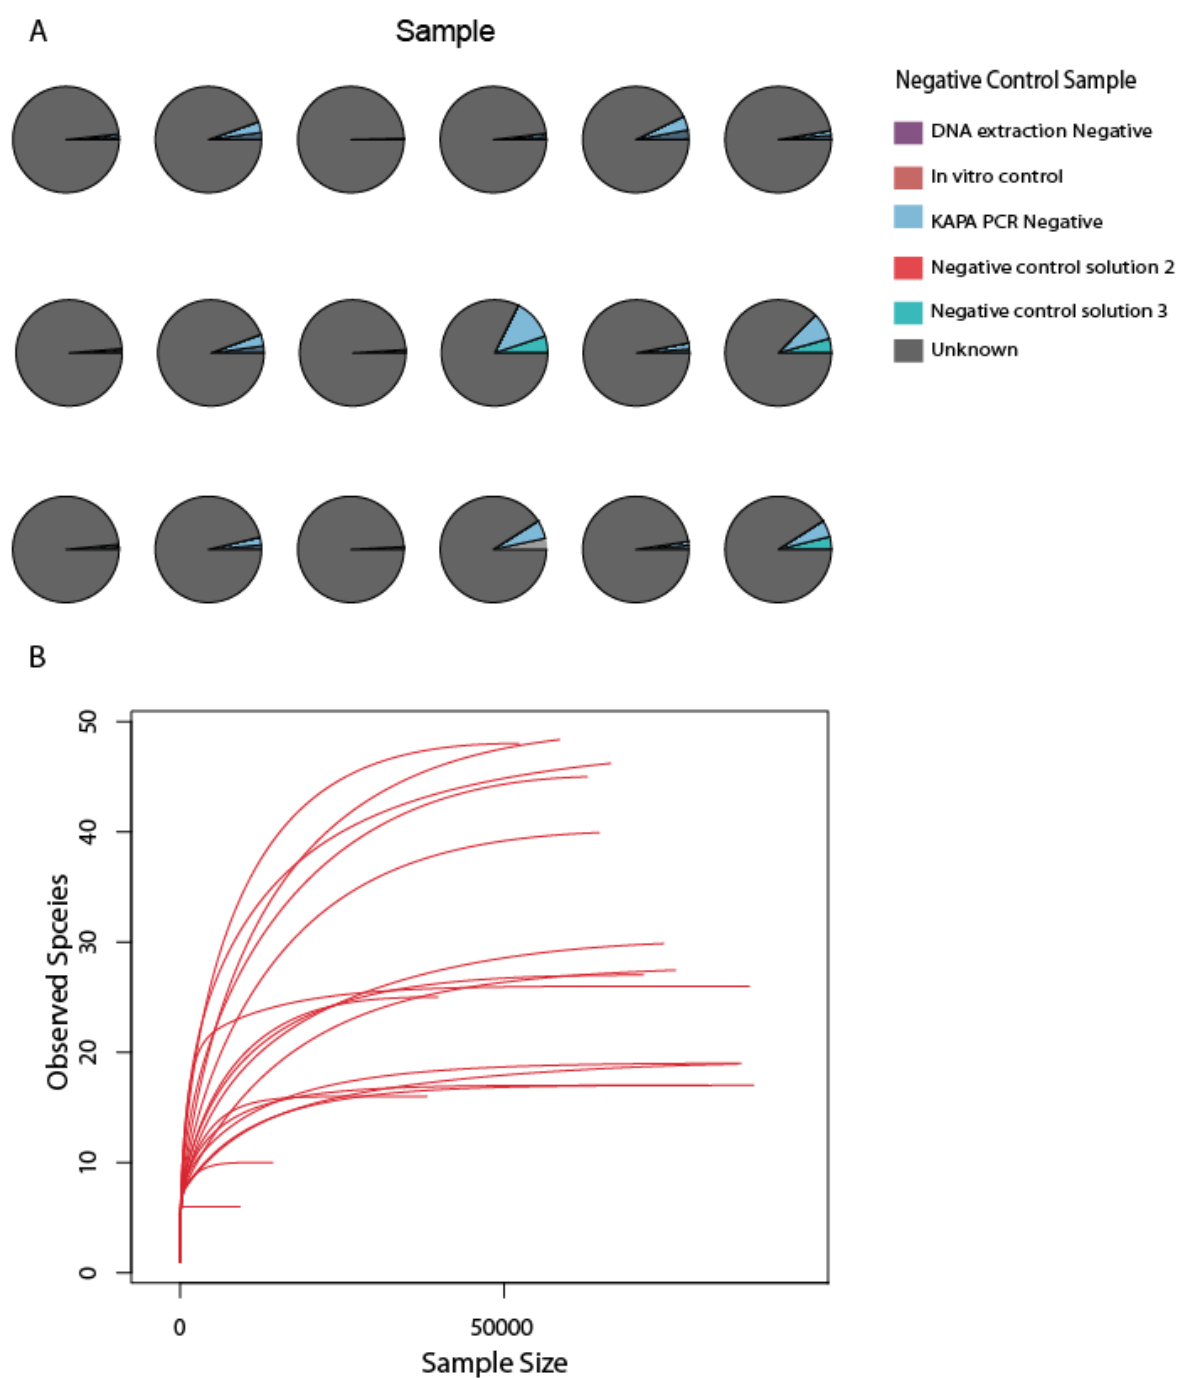 A
Sample
Negative Control Sample
DNA extraction Negative
In vitro control
KAPA PCR Negative
Negative control solution 2
Negative control solution 3
Unknown
B
50
40
30
20
10
0
Observed Spceies
0 50000
Sample Size